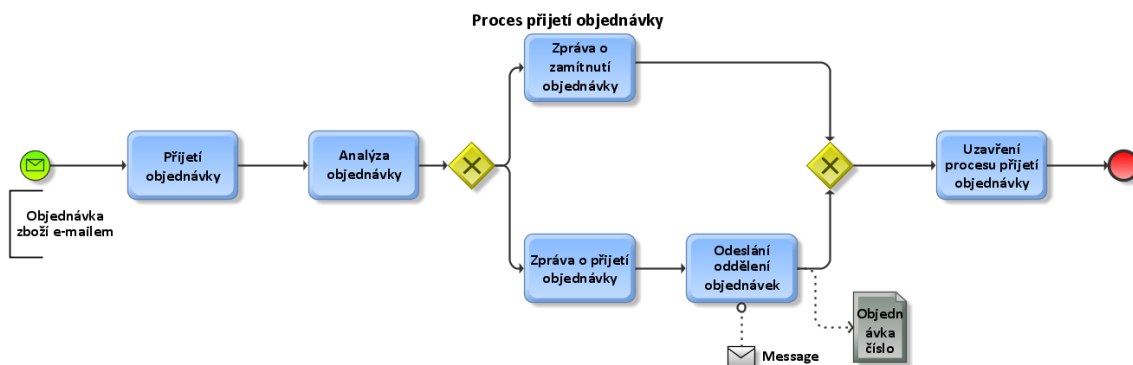 Proces přijetí objednávky
Zpráva o
zamítnutí
objednávky
Přijetí
objednávky
Analýza
objednávky
Uzavření
procesu přijetí
objednávky
Objednávka
zboží e-mailem
Zpráva o přijetí
objednávky
Odeslání
oddělení
objednávek
Objedn
ávka
číslo
Message